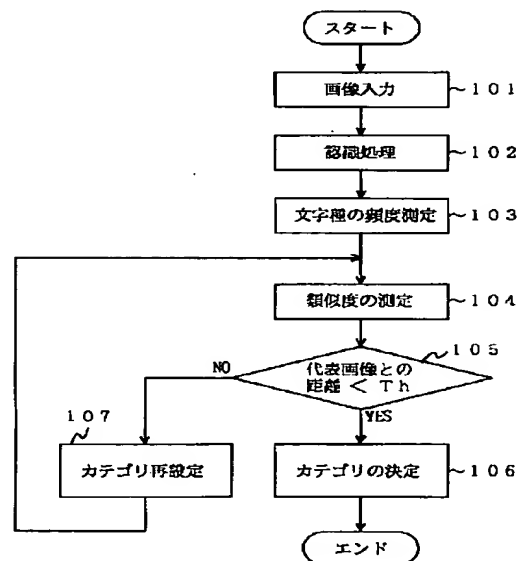 スタート
画像入力 ～101
認識処理 ～102
文字種の頻度測定 ～103
類似度の測定 ～104
105
代表画像との
距離 < Th
NO
YES
107
カテゴリ再設定
カテゴリの決定 ～106
エンド